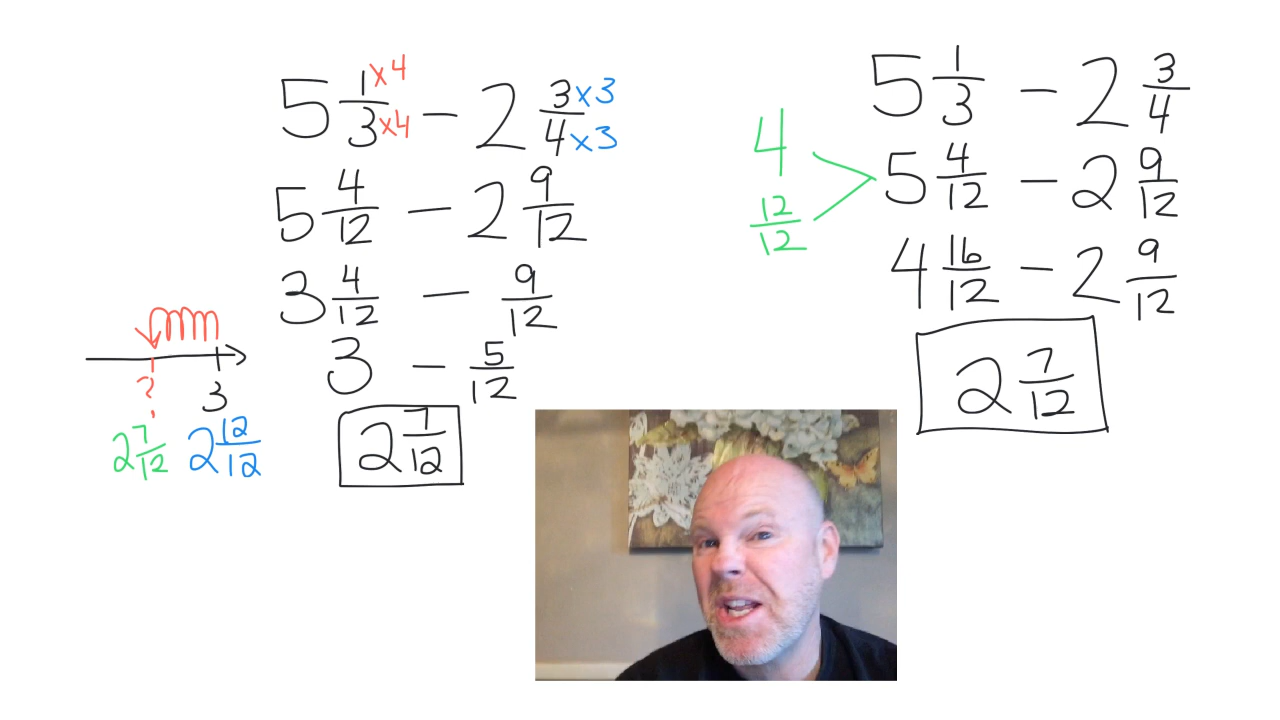 5 1/3 ×4 ×4 − 2 3/4 ×3 ×3
5 4/12 − 2 9/12
3 4/12 − 9/12
3 − 5/12
2 7/12
?
3
2 7/12
2 12/12
5 1/3 − 2 3/4
4
12/12
5 4/12 − 2 9/12
4 16/12 − 2 9/12
2 7/12